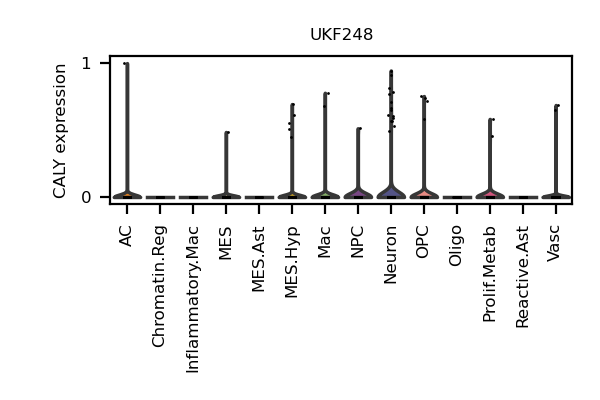 UKF248
CALY expression
1
0
AC
Chromatin.Reg
Inflammatory.Mac
MES
MES.Ast
MES.Hyp
Mac
NPC
Neuron
OPC
Oligo
Prolif.Metab
Reactive.Ast
Vasc